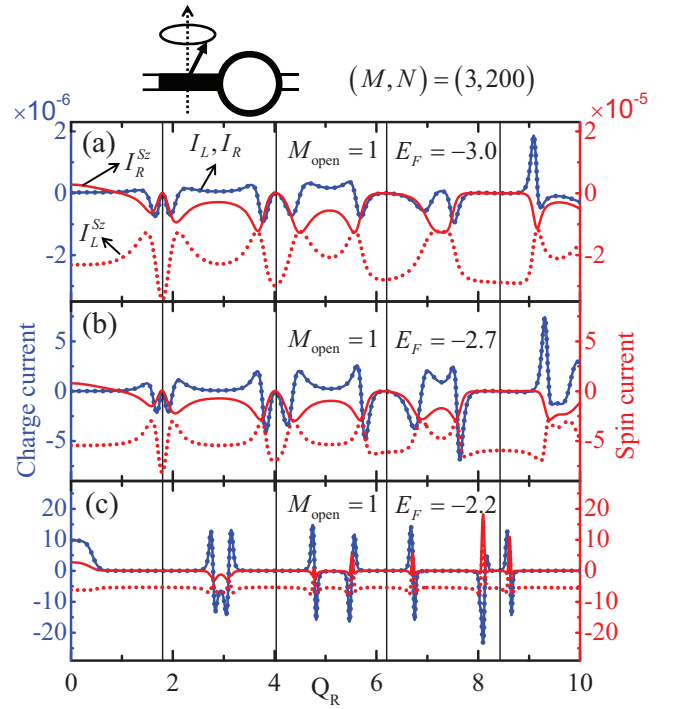 (M,N)=(3,200)
×10⁻⁶
×10⁻⁵
(a) I_R^{Sz} I_L, I_R M_open = 1 E_F = −3.0
I_L^{Sz}
2
0
-2
2
1
0
-1
-2
(b) M_open = 1 E_F = −2.7
5
0
-5
5
0
-5
(c) M_open = 1 E_F = −2.2
20
10
0
-10
-20
20
10
0
-10
-20
Charge current
Spin current
0 2 4 6 8 10
Q_R